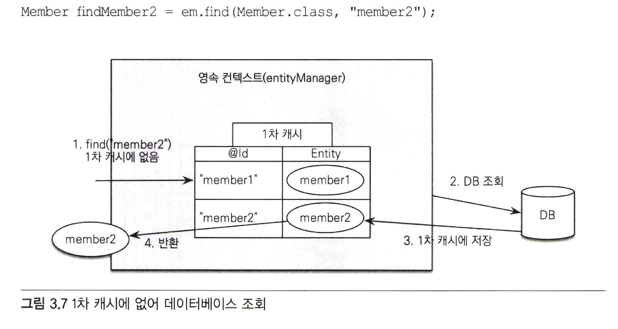 Member findMember2 = em.find(Member.class, "member2");
영속 컨텍스트(entityManager)
1차 캐시
1. find("member2")
1차 캐시에 없음
@Id
Entity
"member1"
member1
2. DB 조회
"member2"
member2
DB
member2
4. 반환
3. 1차 캐시에 저장
그림 3.7 1차 캐시에 없어 데이터베이스 조회